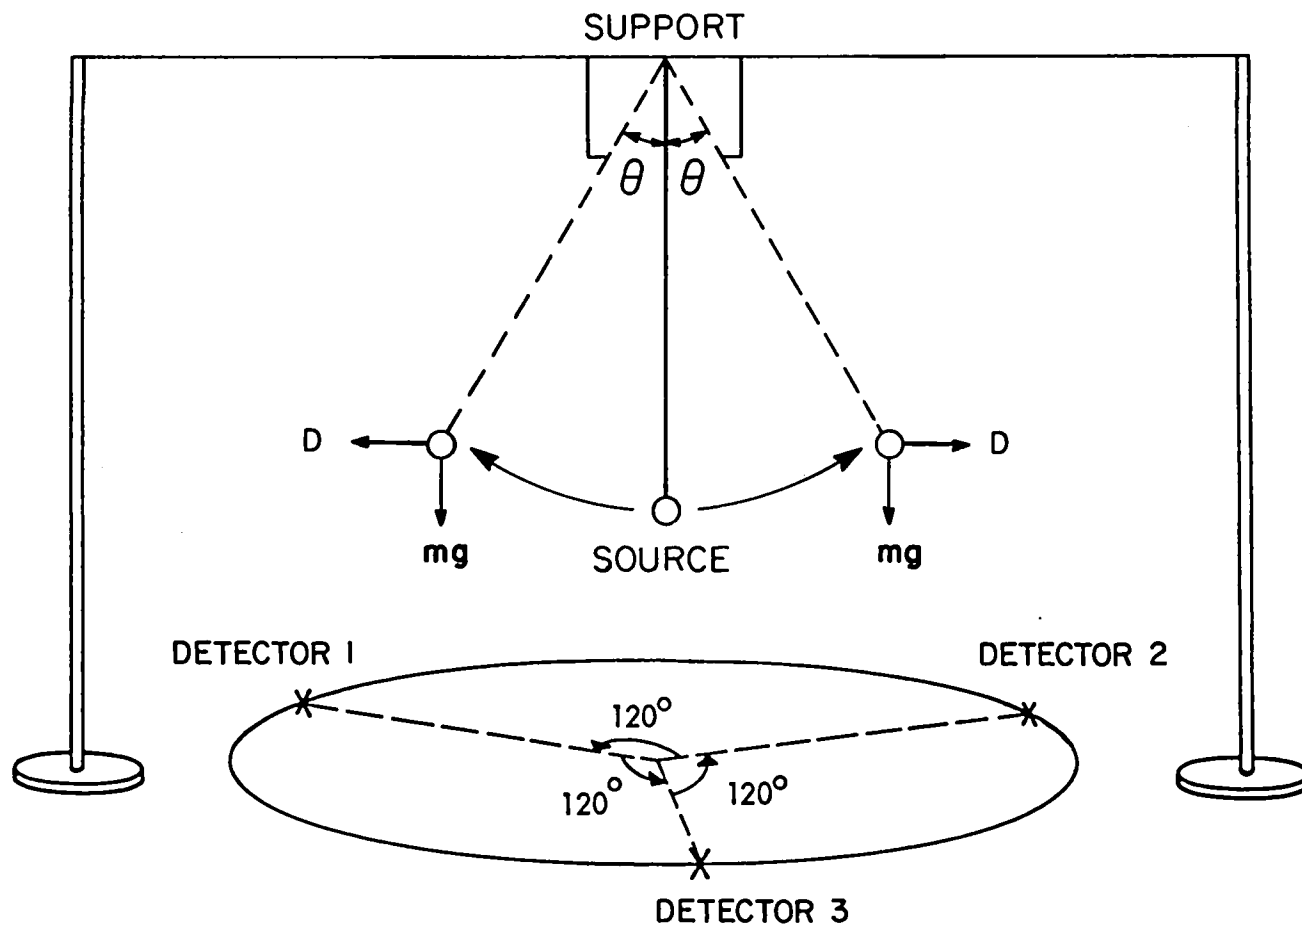 SUPPORT
θ θ
D
D
mg
SOURCE
mg
DETECTOR 1
DETECTOR 2
120°
120°
120°
DETECTOR 3